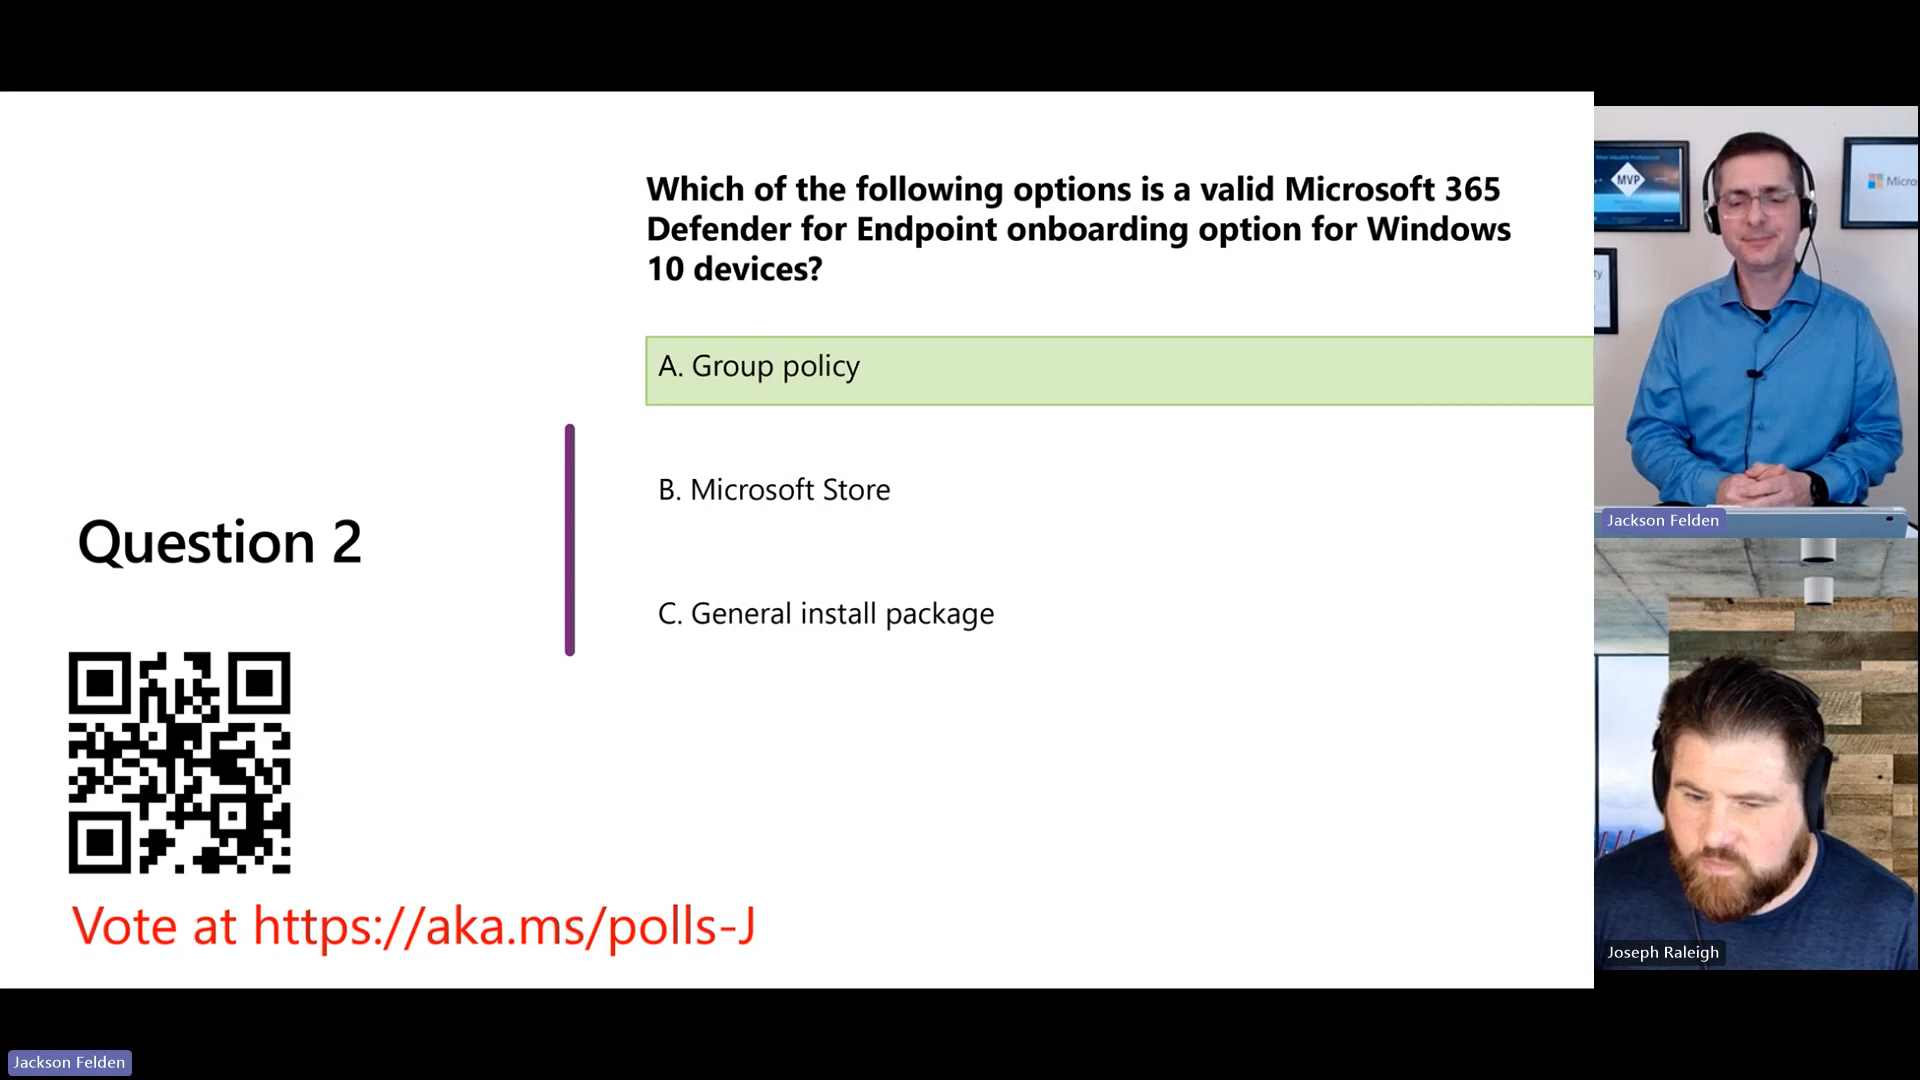 Which of the following options is a valid Microsoft 365
Defender for Endpoint onboarding option for Windows
10 devices?
A. Group policy
B. Microsoft Store
C. General install package
Question 2
Vote at https://aka.ms/polls-J
MVP
Micro
Jackson Felden
Joseph Raleigh
Jackson Felden